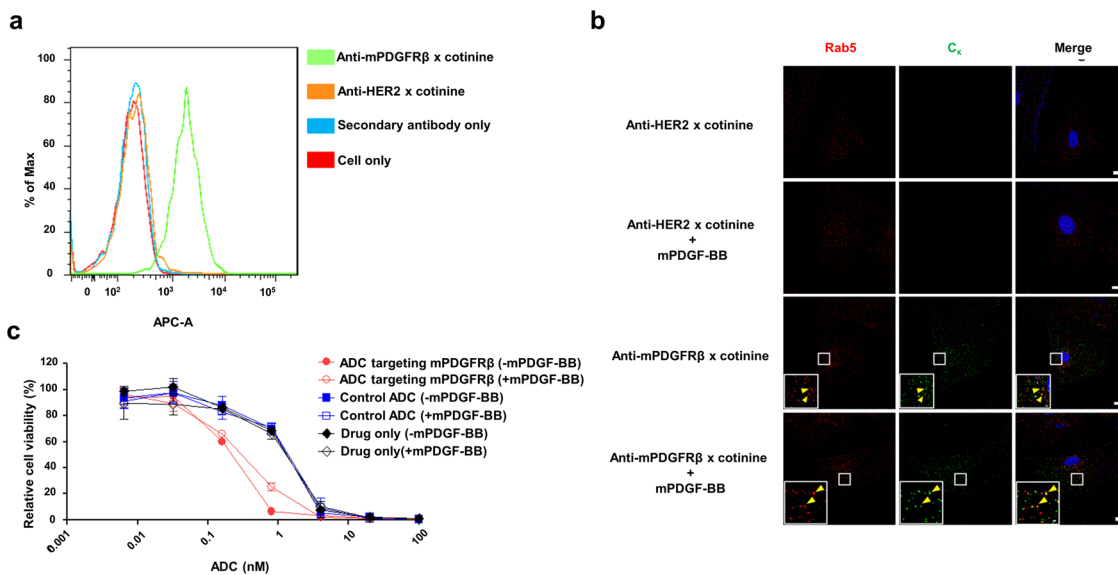 a
100
80
60
40
20
0
% of Max
0 10² 10³ 10⁴ 10⁵
APC-A
Anti-mPDGFRβ x cotinine
Anti-HER2 x cotinine
Secondary antibody only
Cell only
b
Rab5 Cκ Merge
Anti-HER2 x cotinine
Anti-HER2 x cotinine
+
mPDGF-BB
Anti-mPDGFRβ x cotinine
Anti-mPDGFRβ x cotinine
+
mPDGF-BB
c
120
100
80
60
40
20
0
Relative cell viability (%)
0.001 0.01 0.1 1 10 100
ADC (nM)
ADC targeting mPDGFRβ (-mPDGF-BB)
ADC targeting mPDGFRβ (+mPDGF-BB)
Control ADC (-mPDGF-BB)
Control ADC (+mPDGF-BB)
Drug only (-mPDGF-BB)
Drug only(+mPDGF-BB)